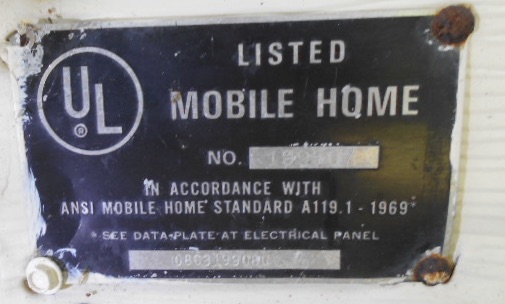 UL
®
LISTED
MOBILE HOME
NO.
IN ACCORDANCE WITH
ANSI MOBILE HOME STANDARD A119.1 - 1969
SEE DATA PLATE AT ELECTRICAL PANEL